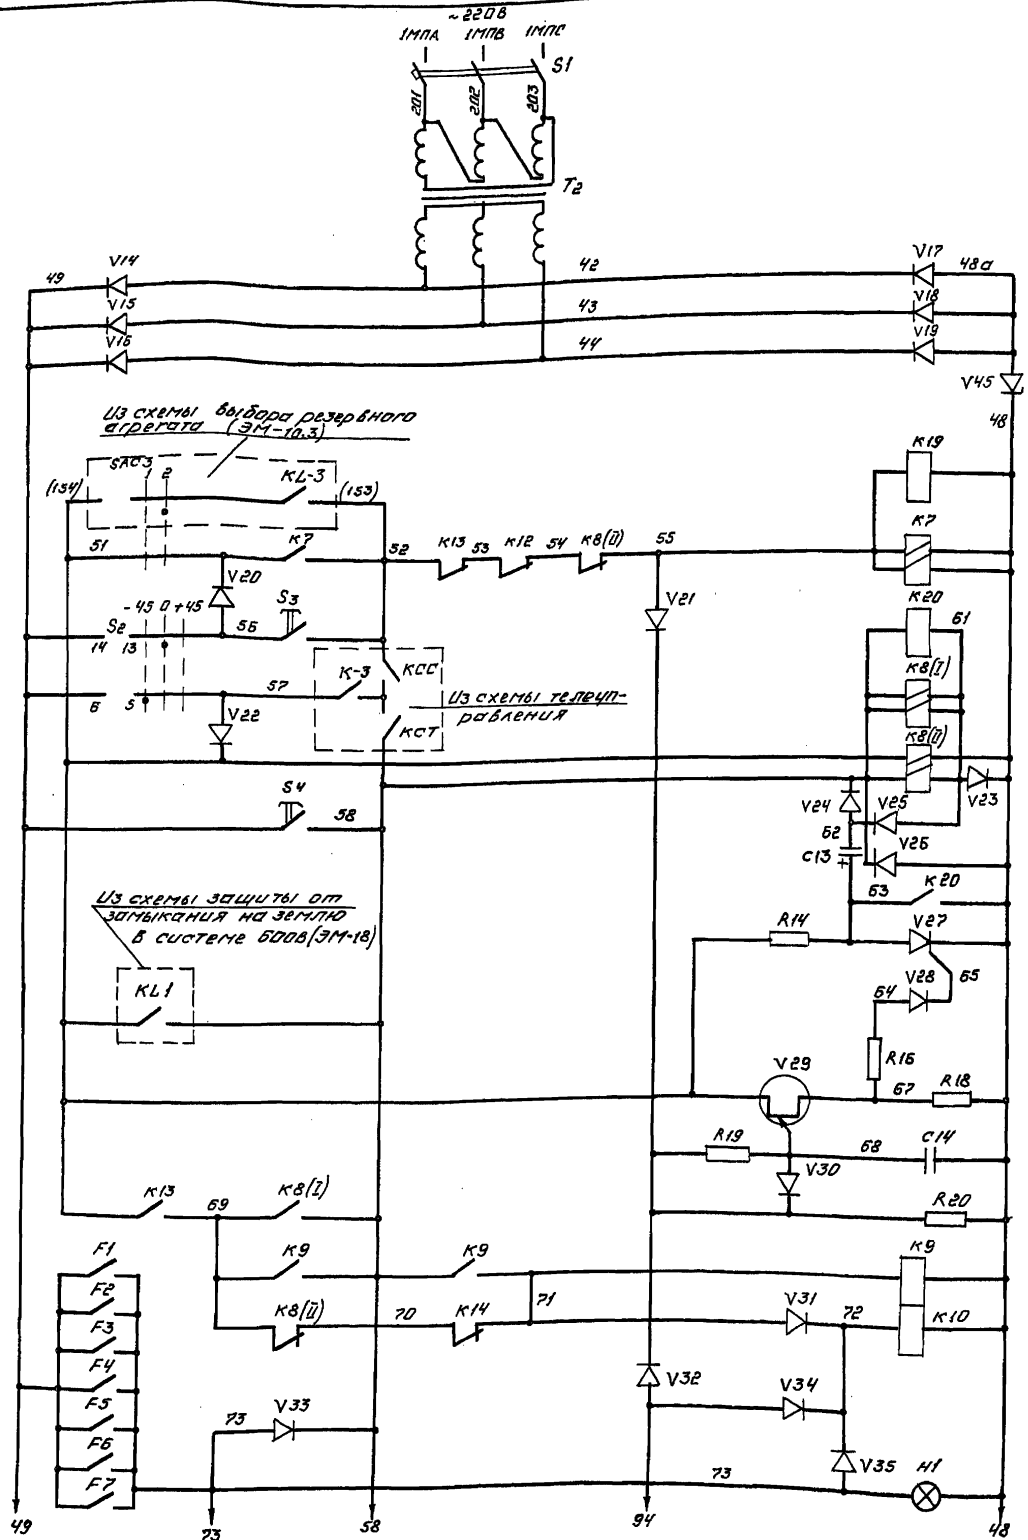 ~220В
1МПА 1МПВ 1МПС
S1
201 202 203
T2
49 V14 42 V17 48а
V15 43 V18
V16 44 V19
V45
48
Из схемы выбора резервного
агрегата (ЭМ-10.3)
K19
SAC3 1 2 KL-3
(154) (153)
51 K7 52 K13 53 K12 54 K8(II) 55 K7
V20 K20
S3 V21
-45 0 +45 61
S2 56
14 13
KCC K8(I)
K-3
57 Из схемы телеуп-
6 5 равления
V22 KCT K8(II)
S4 V23
58 V24 V25
62
C13 V26
+
Из схемы защиты от
замыкания на землю
в системе БООВ (ЭМ-18)
63 K20
R14 V27
KL1 V28 65
64
R16
V29
67 R18
R19 68 C14
V30
K13 69 K8(I) R20
F1 K9 K9 K9
F2 K8(II) 70 K14 71 V31 72 K10
F3
F4 V32 V34
F5 73 V33
F6 73 V35 H1
F7
49 73 58 94 48